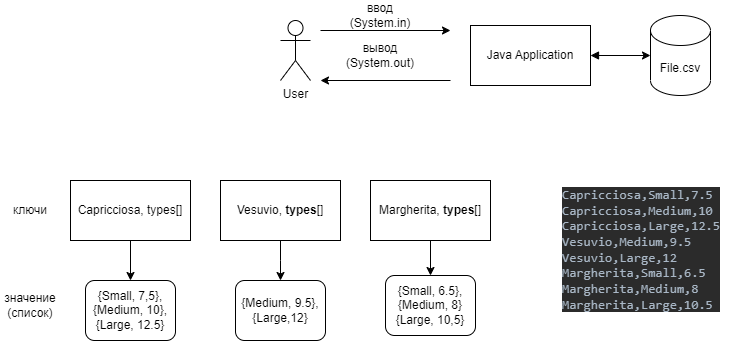 ввод
(System.in)
вывод
(System.out)
User
Java Application
File.csv
ключи
Capricciosa, types[]
Vesuvio, types[]
Margherita, types[]
значение
(список)
{Small, 7,5},
{Medium, 10},
{Large, 12.5}
{Medium, 9.5},
{Large,12}
{Small, 6.5},
{Medium, 8}
{Large, 10,5}
Capricciosa,Small,7.5
Capricciosa,Medium,10
Capricciosa,Large,12.5
Vesuvio,Medium,9.5
Vesuvio,Large,12
Margherita,Small,6.5
Margherita,Medium,8
Margherita,Large,10.5